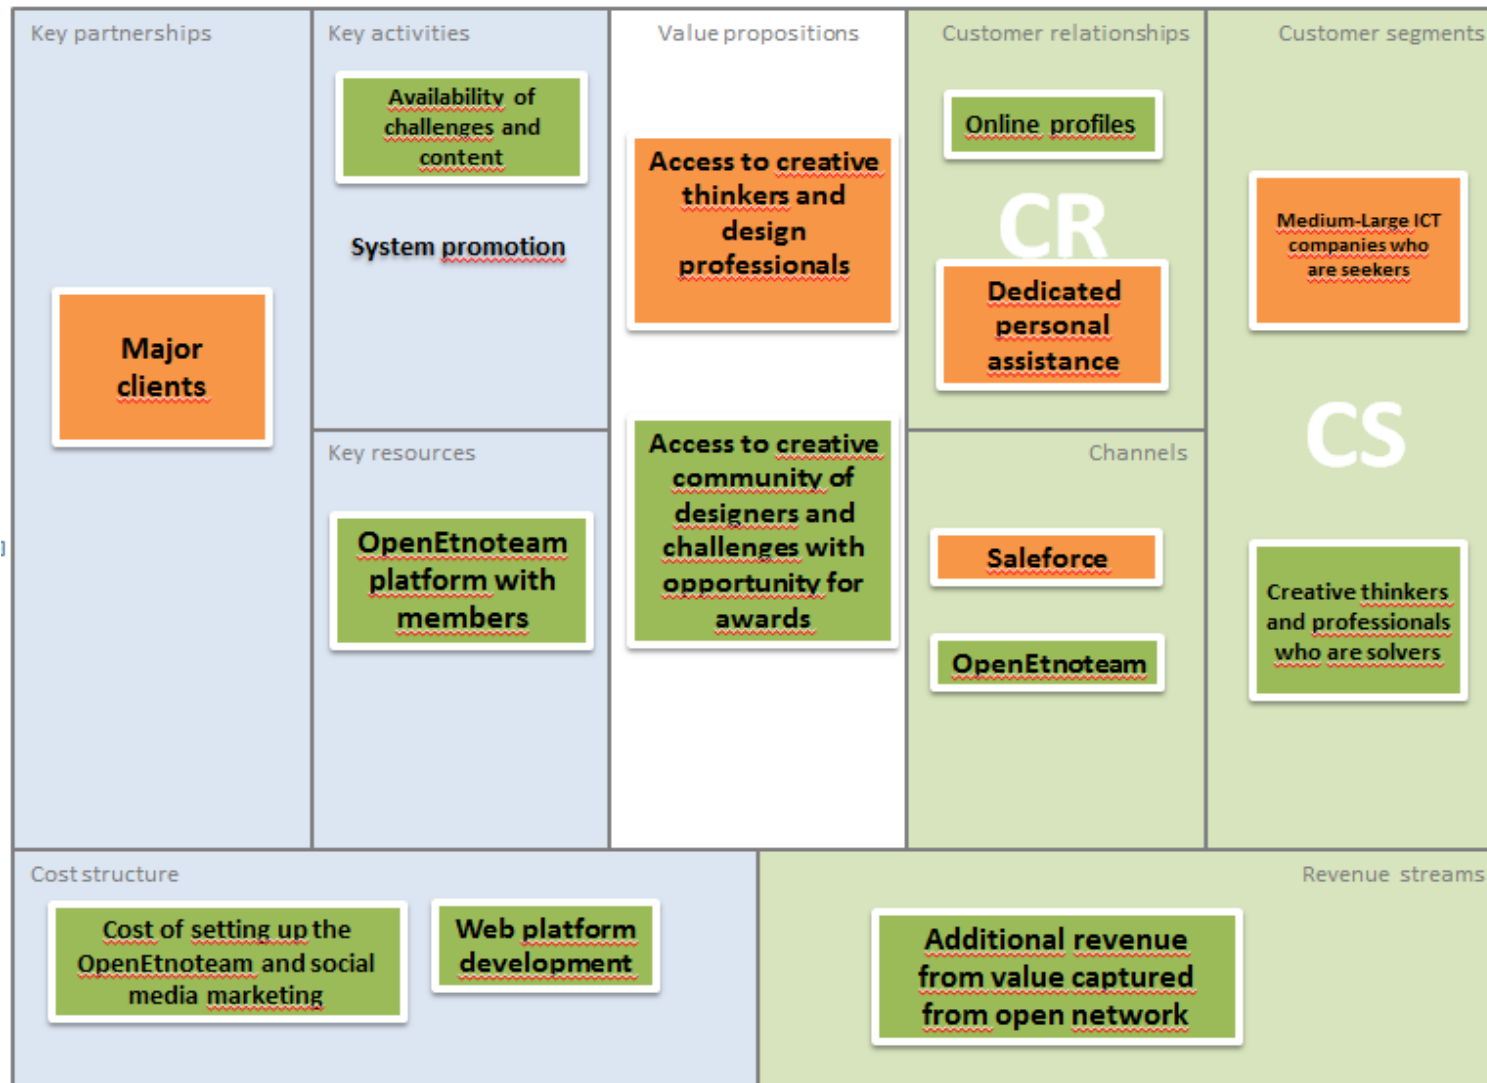 Key partnerships
Major
clients
Key activities
Availability of
challenges and
content
System promotion
Key resources
OpenEtnoteam
platform with
members
Value propositions
Access to creative
thinkers and
design
professionals
Access to creative
community of
designers and
challenges with
opportunity for
awards
Customer relationships
Online profiles
CR
Dedicated
personal
assistance
Channels
Saleforce
OpenEtnoteam
Customer segments
Medium-Large ICT
companies who
are seekers
CS
Creative thinkers
and professionals
who are solvers
Cost structure
Cost of setting up the
OpenEtnoteam and social
media marketing
Web platform
development
Revenue streams
Additional revenue
from value captured
from open network